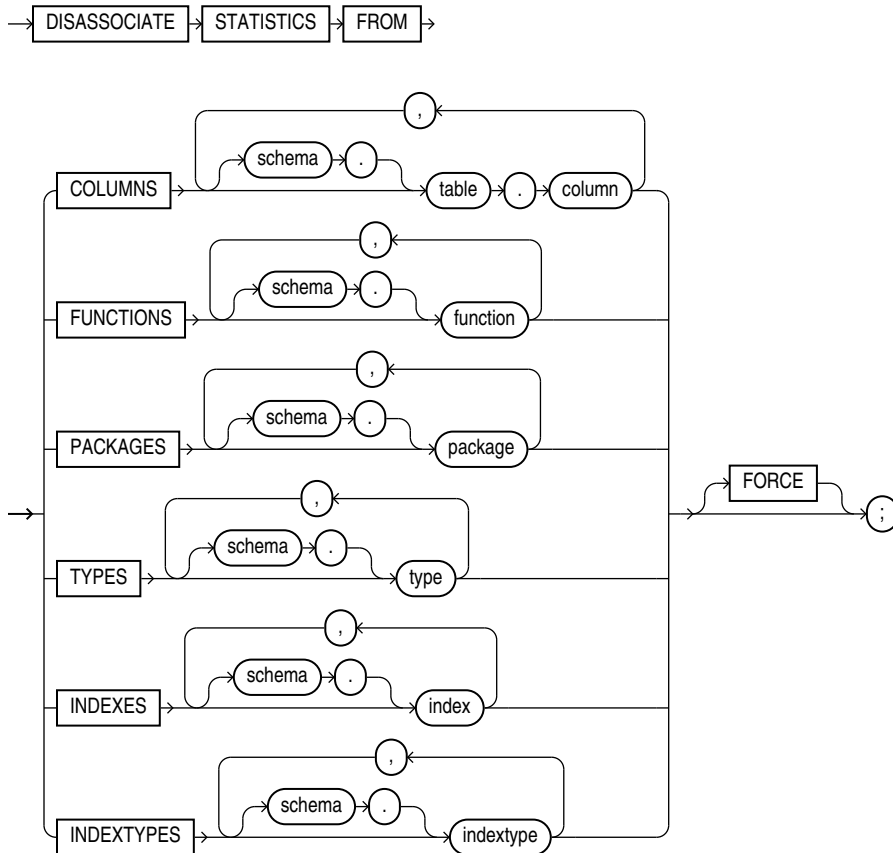 DISASSOCIATE STATISTICS FROM
,
schema .
COLUMNS table . column
,
schema .
FUNCTIONS function
,
schema .
PACKAGES package
FORCE
;
,
schema .
TYPES type
,
schema .
INDEXES index
,
schema .
INDEXTYPES indextype